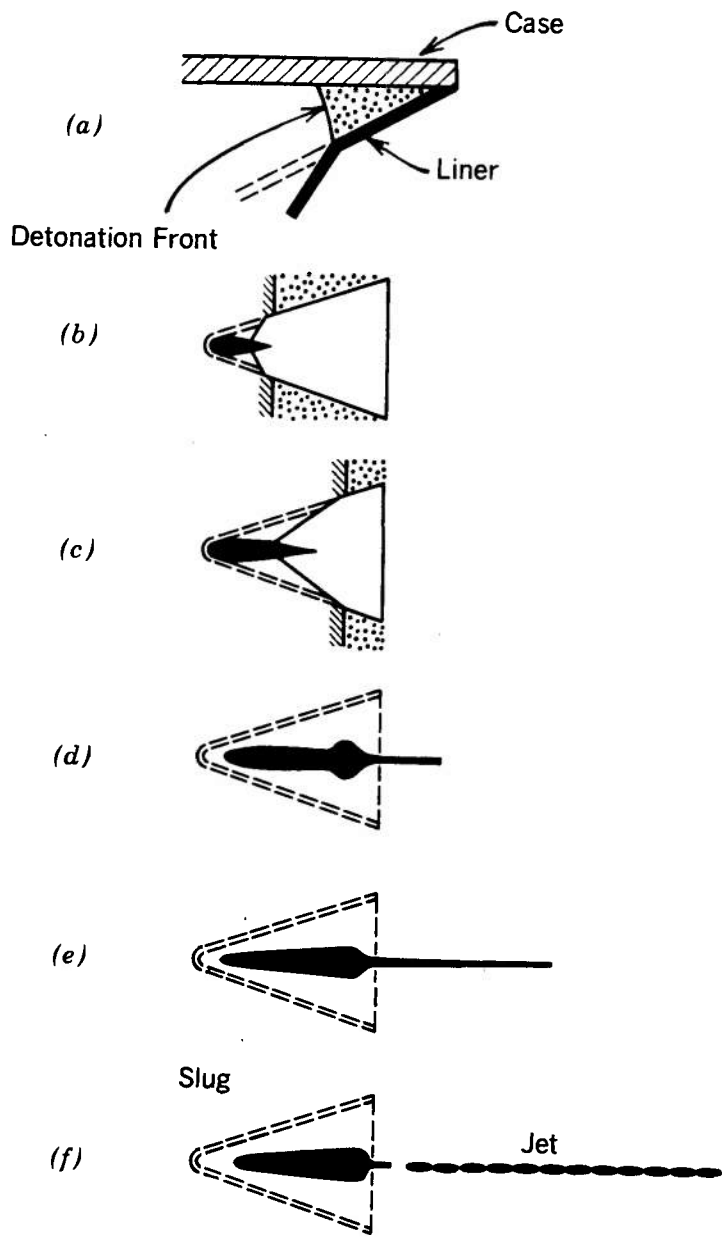 Case
(a)
Liner
Detonation Front
(b)
(c)
(d)
(e)
Slug
Jet
(f)